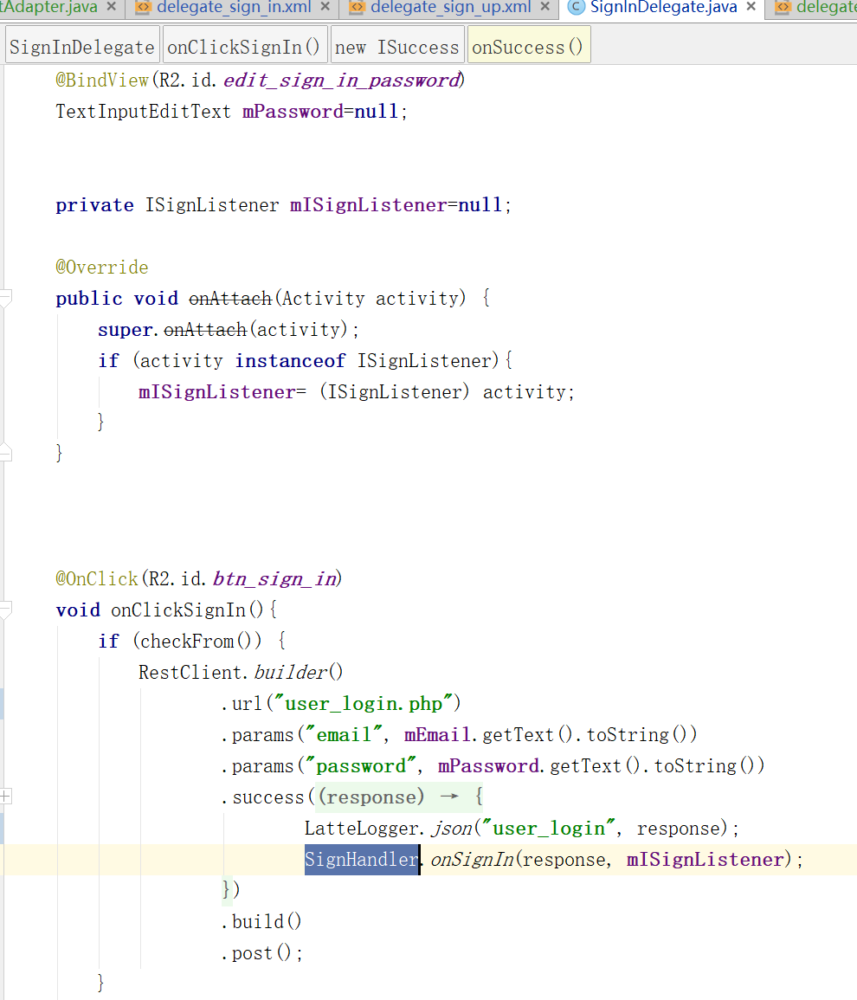 tAdapter.java × delegate_sign_in.xml × delegate_sign_up.xml × SignInDelegate.java × delegate
SignInDelegate onClickSignIn() new ISuccess onSuccess()
@BindView(R2.id.edit_sign_in_password)
TextInputEditText mPassword=null;
private ISignListener mISignListener=null;
@Override
public void onAttach(Activity activity) {
super.onAttach(activity);
if (activity instanceof ISignListener){
mISignListener= (ISignListener) activity;
}
}
@OnClick(R2.id.btn_sign_in)
void onClickSignIn(){
if (checkFrom()) {
RestClient.builder()
.url("user_login.php")
.params("email", mEmail.getText().toString())
.params("password", mPassword.getText().toString())
.success((response) → {
LatteLogger.json("user_login", response);
SignHandler.onSignIn(response, mISignListener);
})
.build()
.post();
}